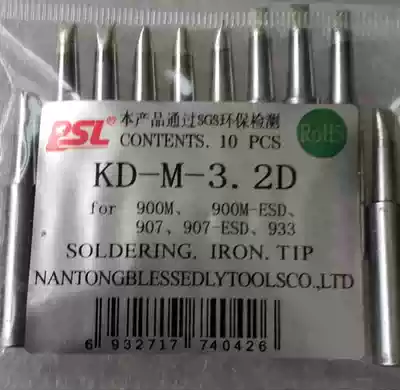 BSL® 本产品通过SGS环保检测
CONTENTS. 10 PCS
RoHS
KD-M-3.2D
for 900M、 900M-ESD、
907、907-ESD、933
SOLDERING. IRON. TIP
NANTONGBLESSEDLYTOOLSCO.,LTD
6 932717 740426